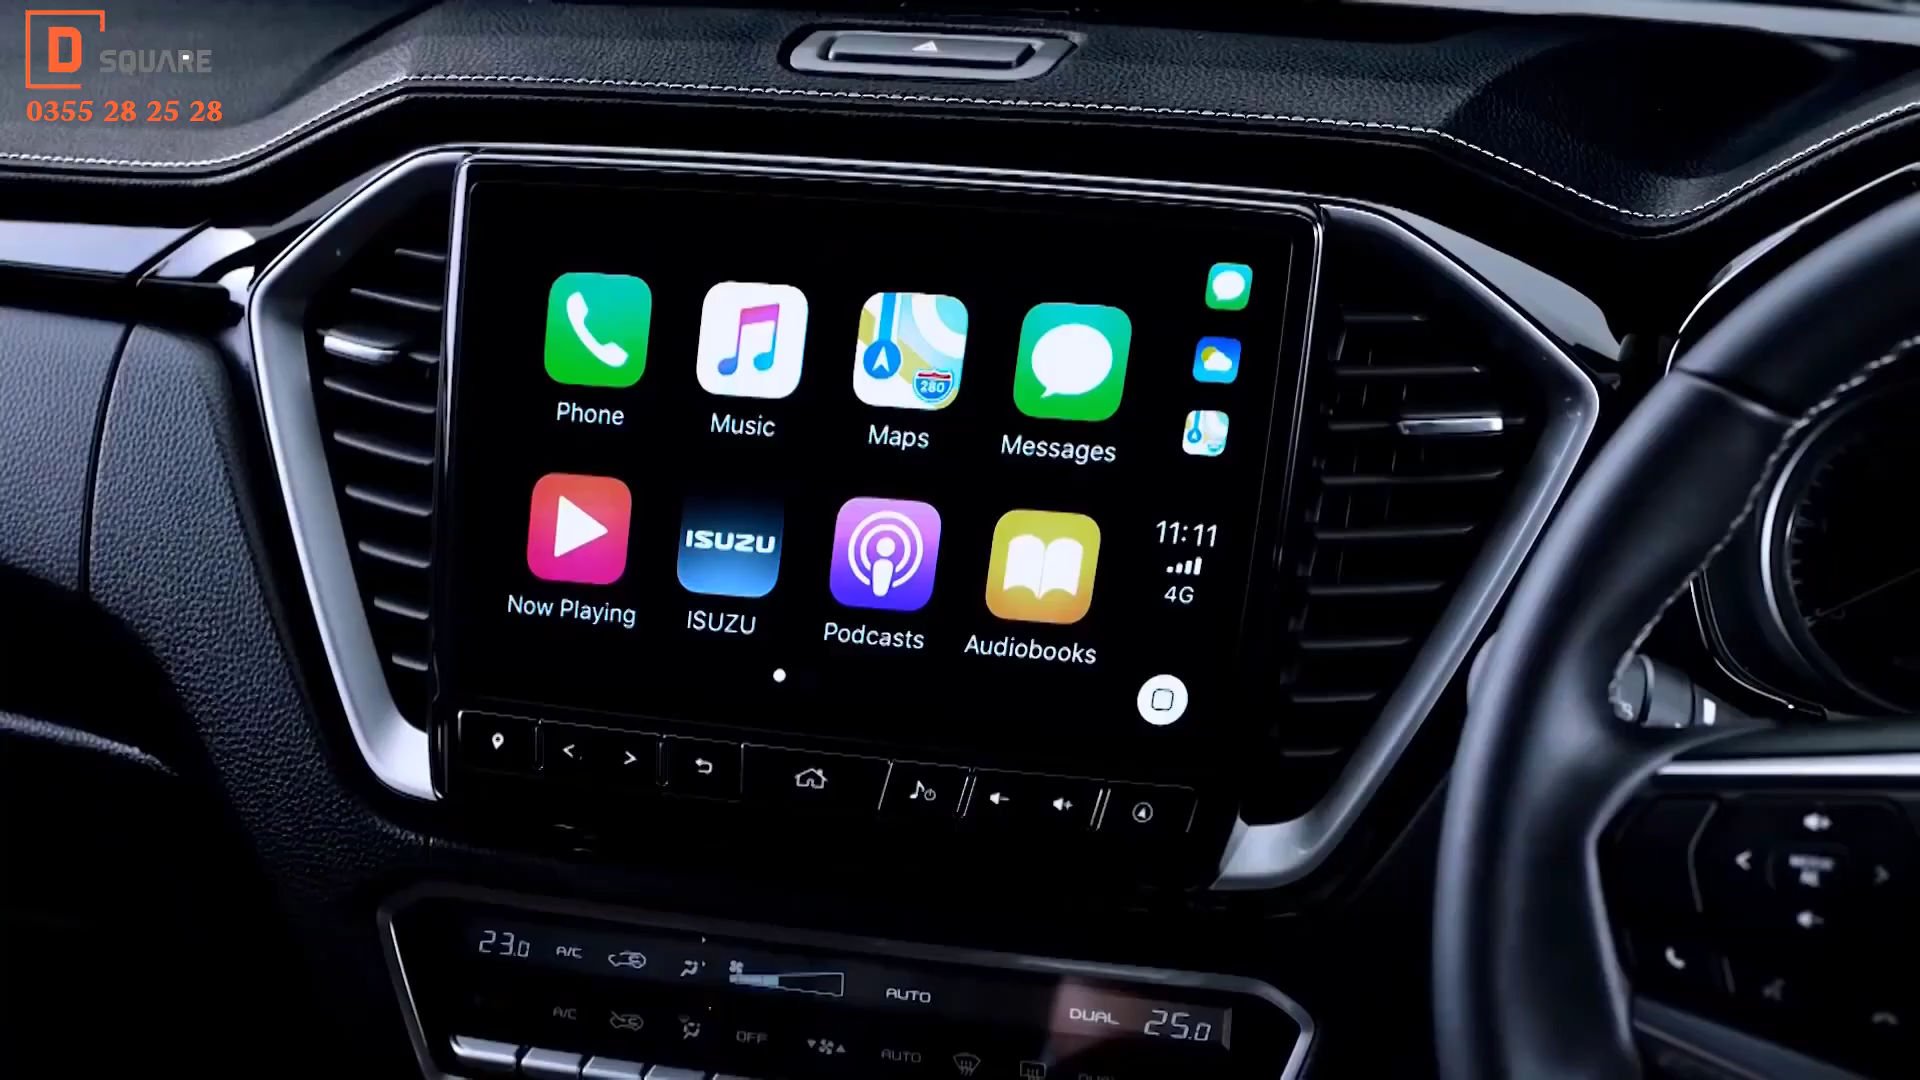 D SQUARE
0355 28 25 28
Phone
Music
Maps
280
Messages
Now Playing
ISUZU
ISUZU
Podcasts
Audiobooks
11:11
4G
23.0 A/C
AUTO
DUAL 25.0
A/C
OFF
AUTO